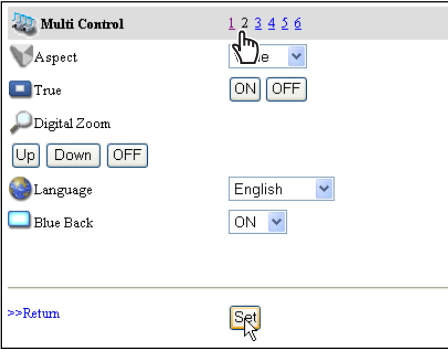 Multi Control 1 2 3 4 5 6
Aspect
True ON OFF
Digital Zoom
Up Down OFF
Language English
Blue Back ON
>>Return Set